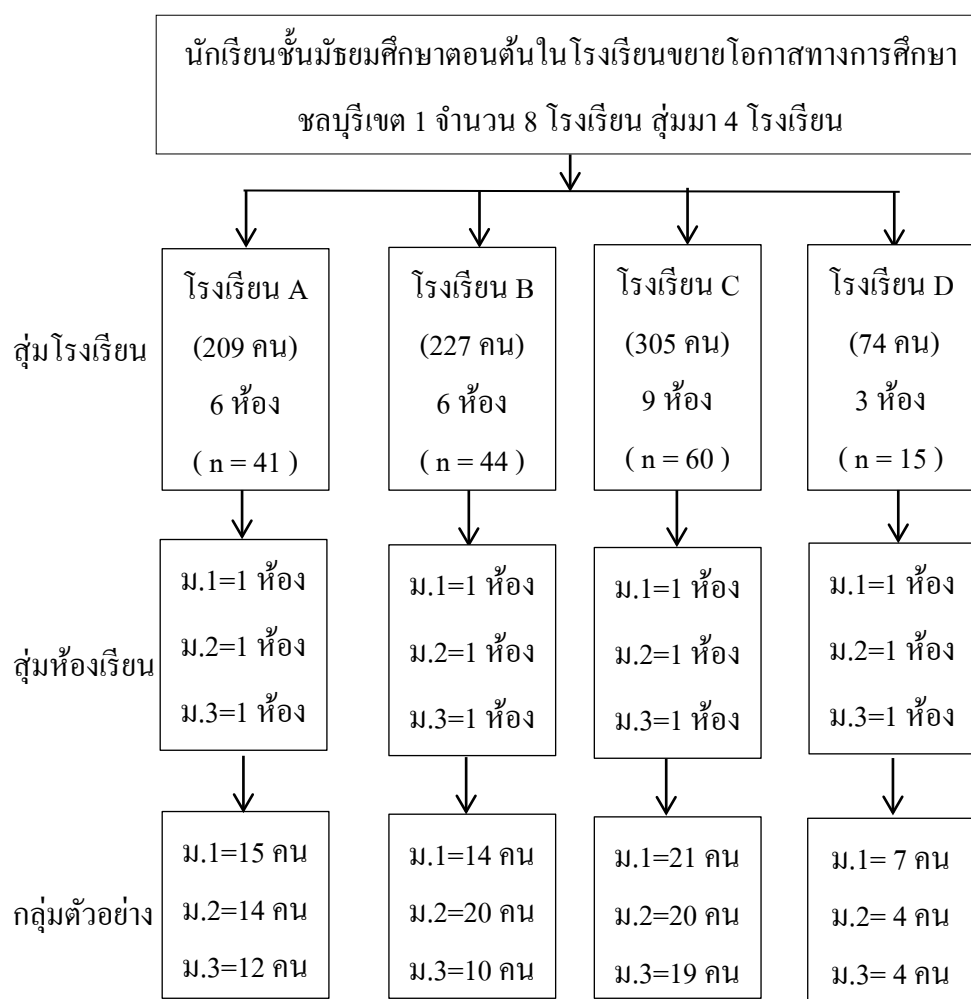 นักเรียนชั้นมัธยมศึกษาตอนต้นในโรงเรียนขยายโอกาสทางการศึกษา
ชลบุรีเขต 1 จำนวน 8 โรงเรียน สุ่มมา 4 โรงเรียน
สุ่มโรงเรียน
โรงเรียน A
(209 คน)
6 ห้อง
( n = 41 )
โรงเรียน B
(227 คน)
6 ห้อง
( n = 44 )
โรงเรียน C
(305 คน)
9 ห้อง
( n = 60 )
โรงเรียน D
(74 คน)
3 ห้อง
( n = 15 )
สุ่มห้องเรียน
ม.1=1 ห้อง
ม.2=1 ห้อง
ม.3=1 ห้อง
ม.1=1 ห้อง
ม.2=1 ห้อง
ม.3=1 ห้อง
ม.1=1 ห้อง
ม.2=1 ห้อง
ม.3=1 ห้อง
ม.1=1 ห้อง
ม.2=1 ห้อง
ม.3=1 ห้อง
กลุ่มตัวอย่าง
ม.1=15 คน
ม.2=14 คน
ม.3=12 คน
ม.1=14 คน
ม.2=20 คน
ม.3=10 คน
ม.1=21 คน
ม.2=20 คน
ม.3=19 คน
ม.1= 7 คน
ม.2= 4 คน
ม.3= 4 คน